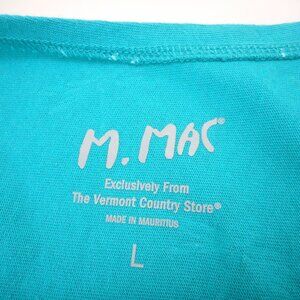 M. MAC®
Exclusively From
The Vermont Country Store®
MADE IN MAURITIUS
L